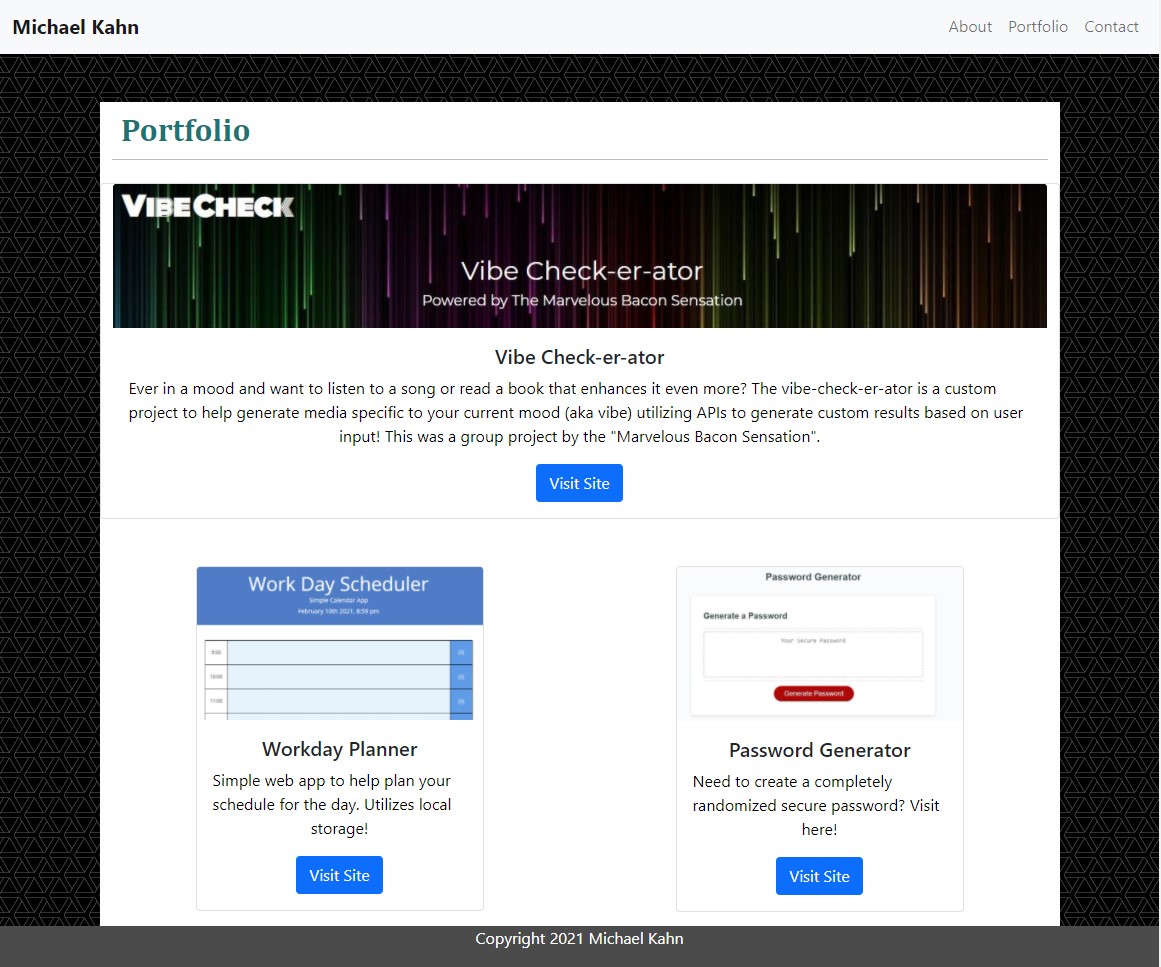 Michael Kahn
About Portfolio Contact
Portfolio
VIBE CHECK
Vibe Check-er-ator
Powered by The Marvelous Bacon Sensation
Vibe Check-er-ator
Ever in a mood and want to listen to a song or read a book that enhances it even more? The vibe-check-er-ator is a custom
project to help generate media specific to your current mood (aka vibe) utilizing APIs to generate custom results based on user
input! This was a group project by the "Marvelous Bacon Sensation".
Visit Site
Work Day Scheduler
Simple Calendar App
February 10th 2021, 8:59 pm
9:00
10:00
11:00
Workday Planner
Simple web app to help plan your
schedule for the day. Utilizes local
storage!
Visit Site
Password Generator
Generate a Password
Your Secure Password
Generate Password
Password Generator
Need to create a completely
randomized secure password? Visit
here!
Visit Site
Copyright 2021 Michael Kahn